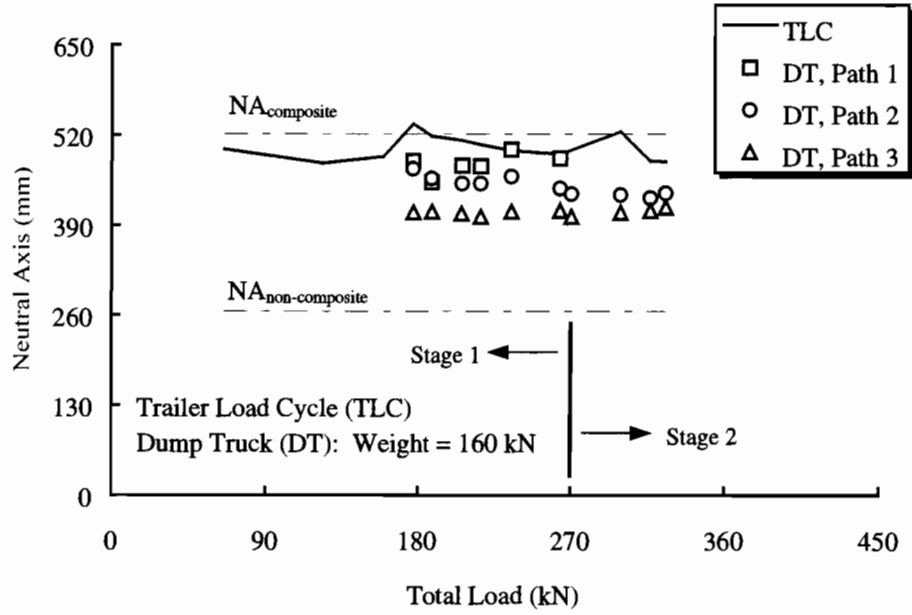 TLC
DT, Path 1
DT, Path 2
DT, Path 3
650
520
390
260
130
0
Neutral Axis (mm)
NAcomposite
NAnon-composite
Stage 1
Stage 2
Trailer Load Cycle (TLC)
Dump Truck (DT): Weight = 160 kN
0 90 180 270 360 450
Total Load (kN)